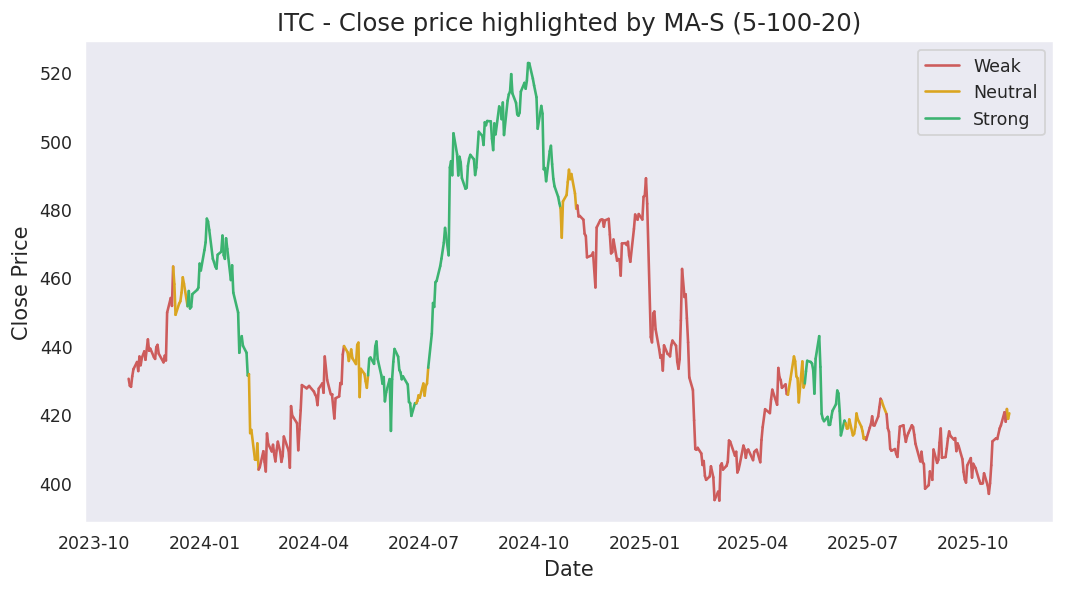 ITC - Close price highlighted by MA-S (5-100-20)
Weak
Neutral
Strong
Close Price
520
500
480
460
440
420
400
2023-10 2024-01 2024-04 2024-07 2024-10 2025-01 2025-04 2025-07 2025-10
Date